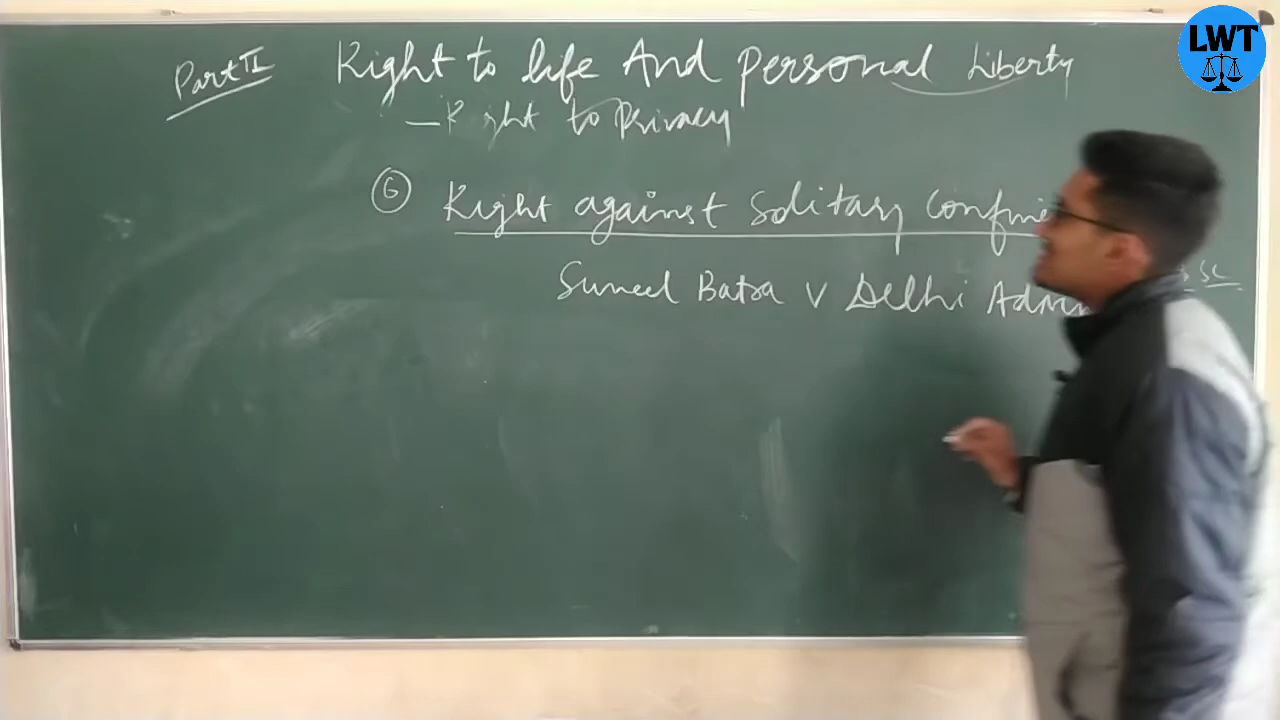 Part II Right to life And Personal Liberty
LWT
– Right to Privacy
6 Right against Solitary Confine
Suneel Batra v Delhi Admn SC